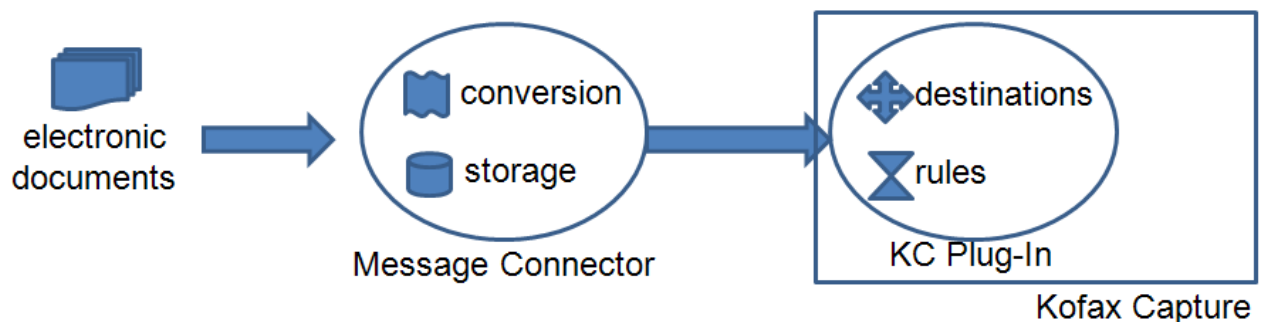 electronic
documents
conversion
storage
Message Connector
destinations
rules
KC Plug-In
Kofax Capture